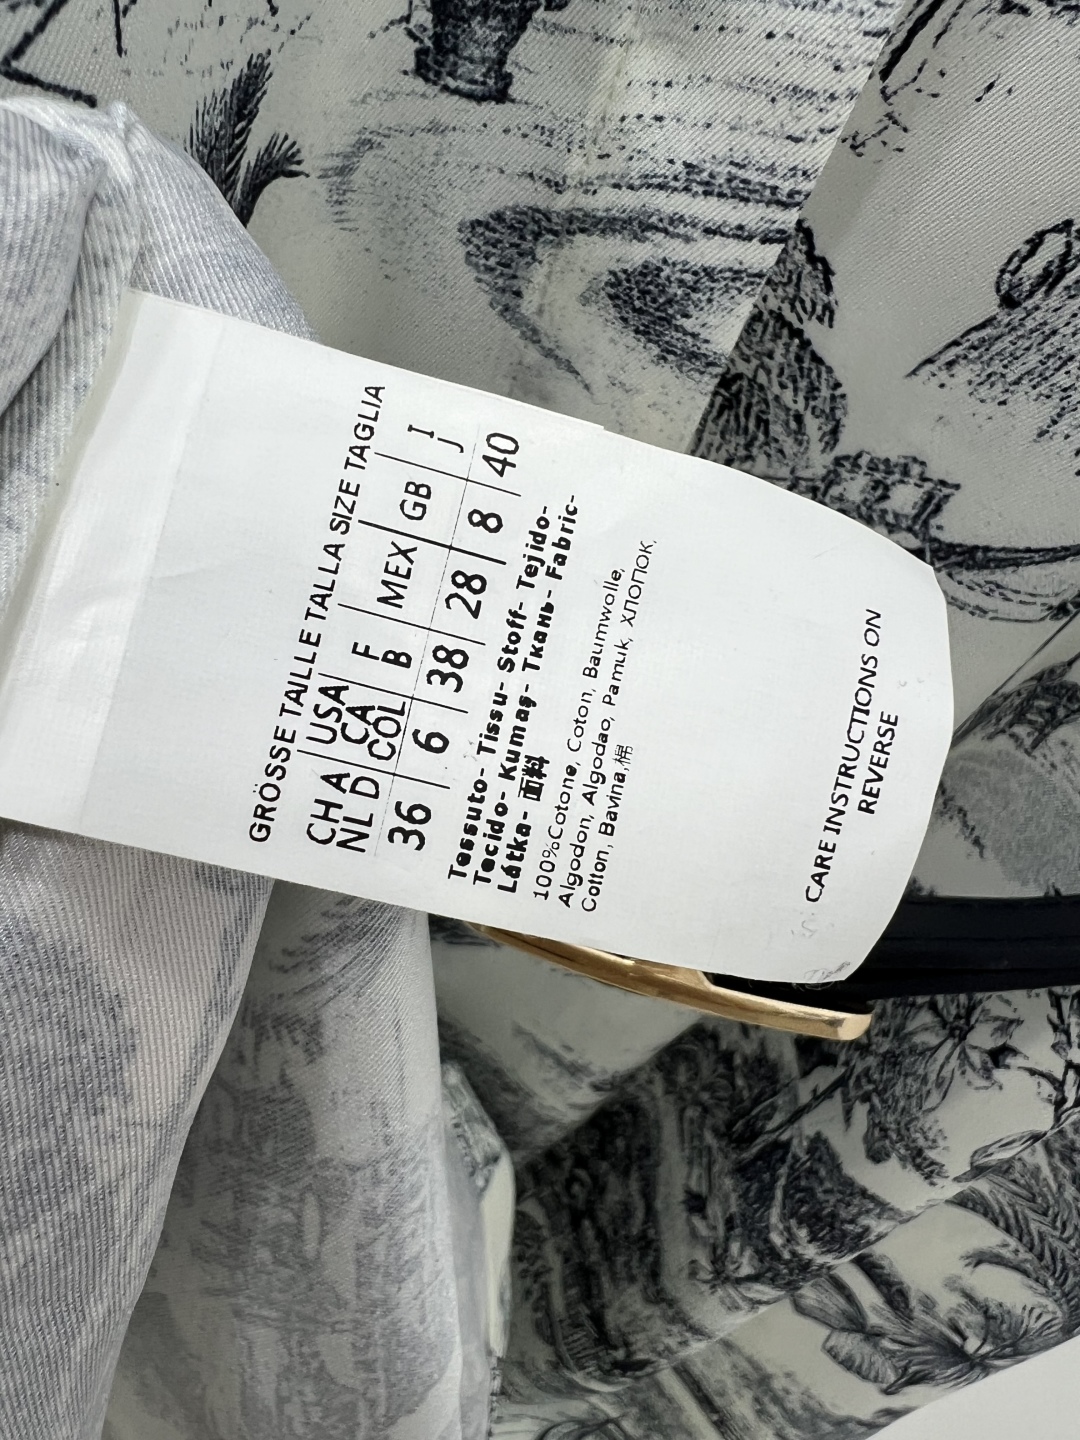 GRÖSSE TAILLE TALLA SIZE TAGLIA
CH A USA F MEX GB I
NL D CA B J
COL
36 6 38 28 8 40
Tessuto- Tissu- Stoff- Tejido-
Tecido- Kumaş- Ткань- Fabric-
Látka- 面料
100%Cotone, Coton, Baumwolle,
Algodon, Algodao, Pamuk, ХЛОПОК,
Cotton, Bavlna,棉
CARE INSTRUCTIONS ON
REVERSE